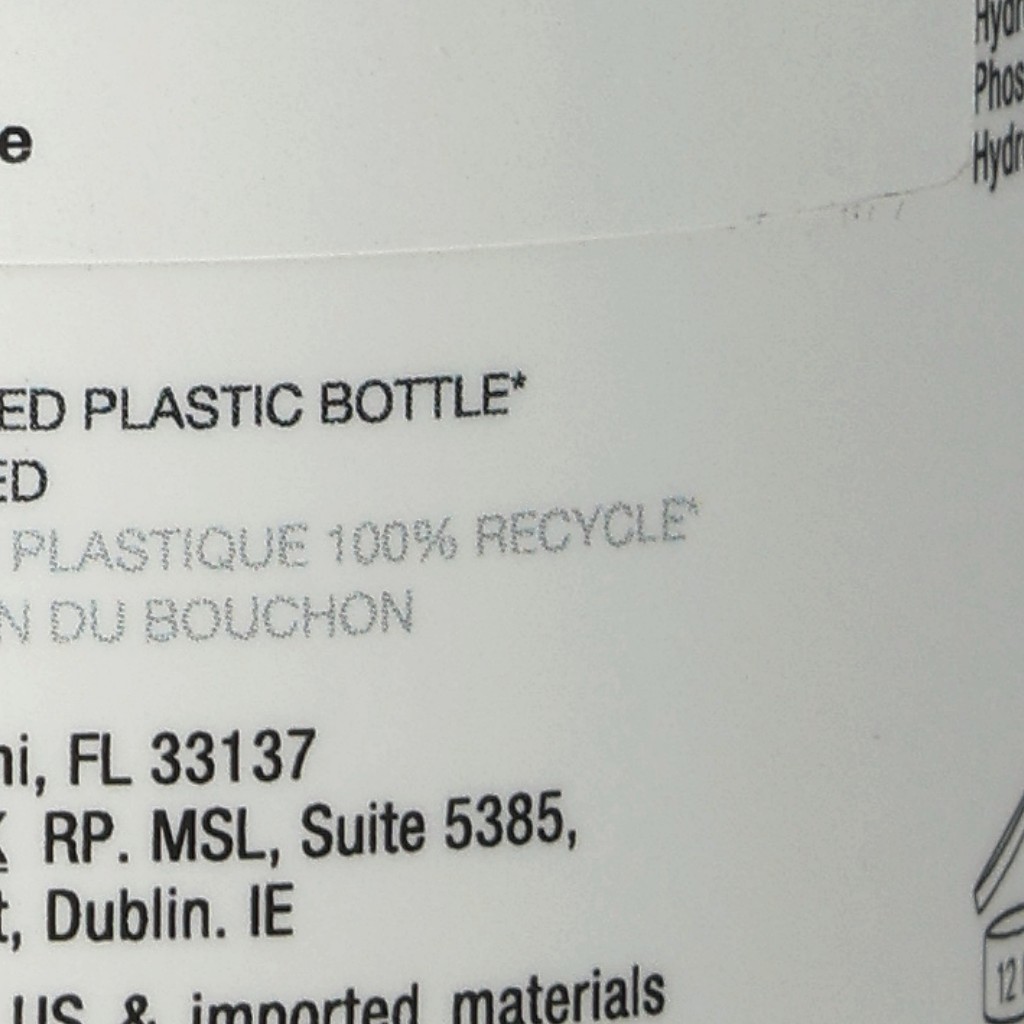 e
ED PLASTIC BOTTLE*
ED
PLASTIQUE 100% RECYCLE*
N DU BOUCHON
ni, FL 33137
RP. MSL, Suite 5385,
t, Dublin. IE
US & imported materials
Hydr
Phos
Hydr
12